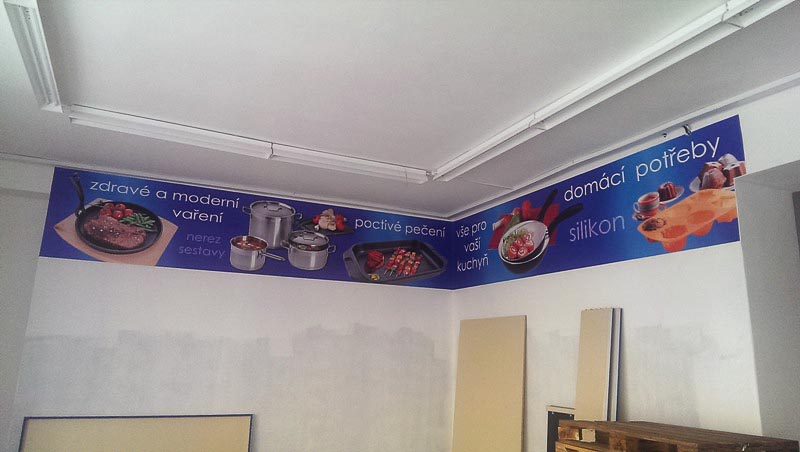 zdravé a moderní
vaření
nerez
sestavy
poctivé pečení
vše pro
vaši
kuchyň
domácí potřeby
silikon